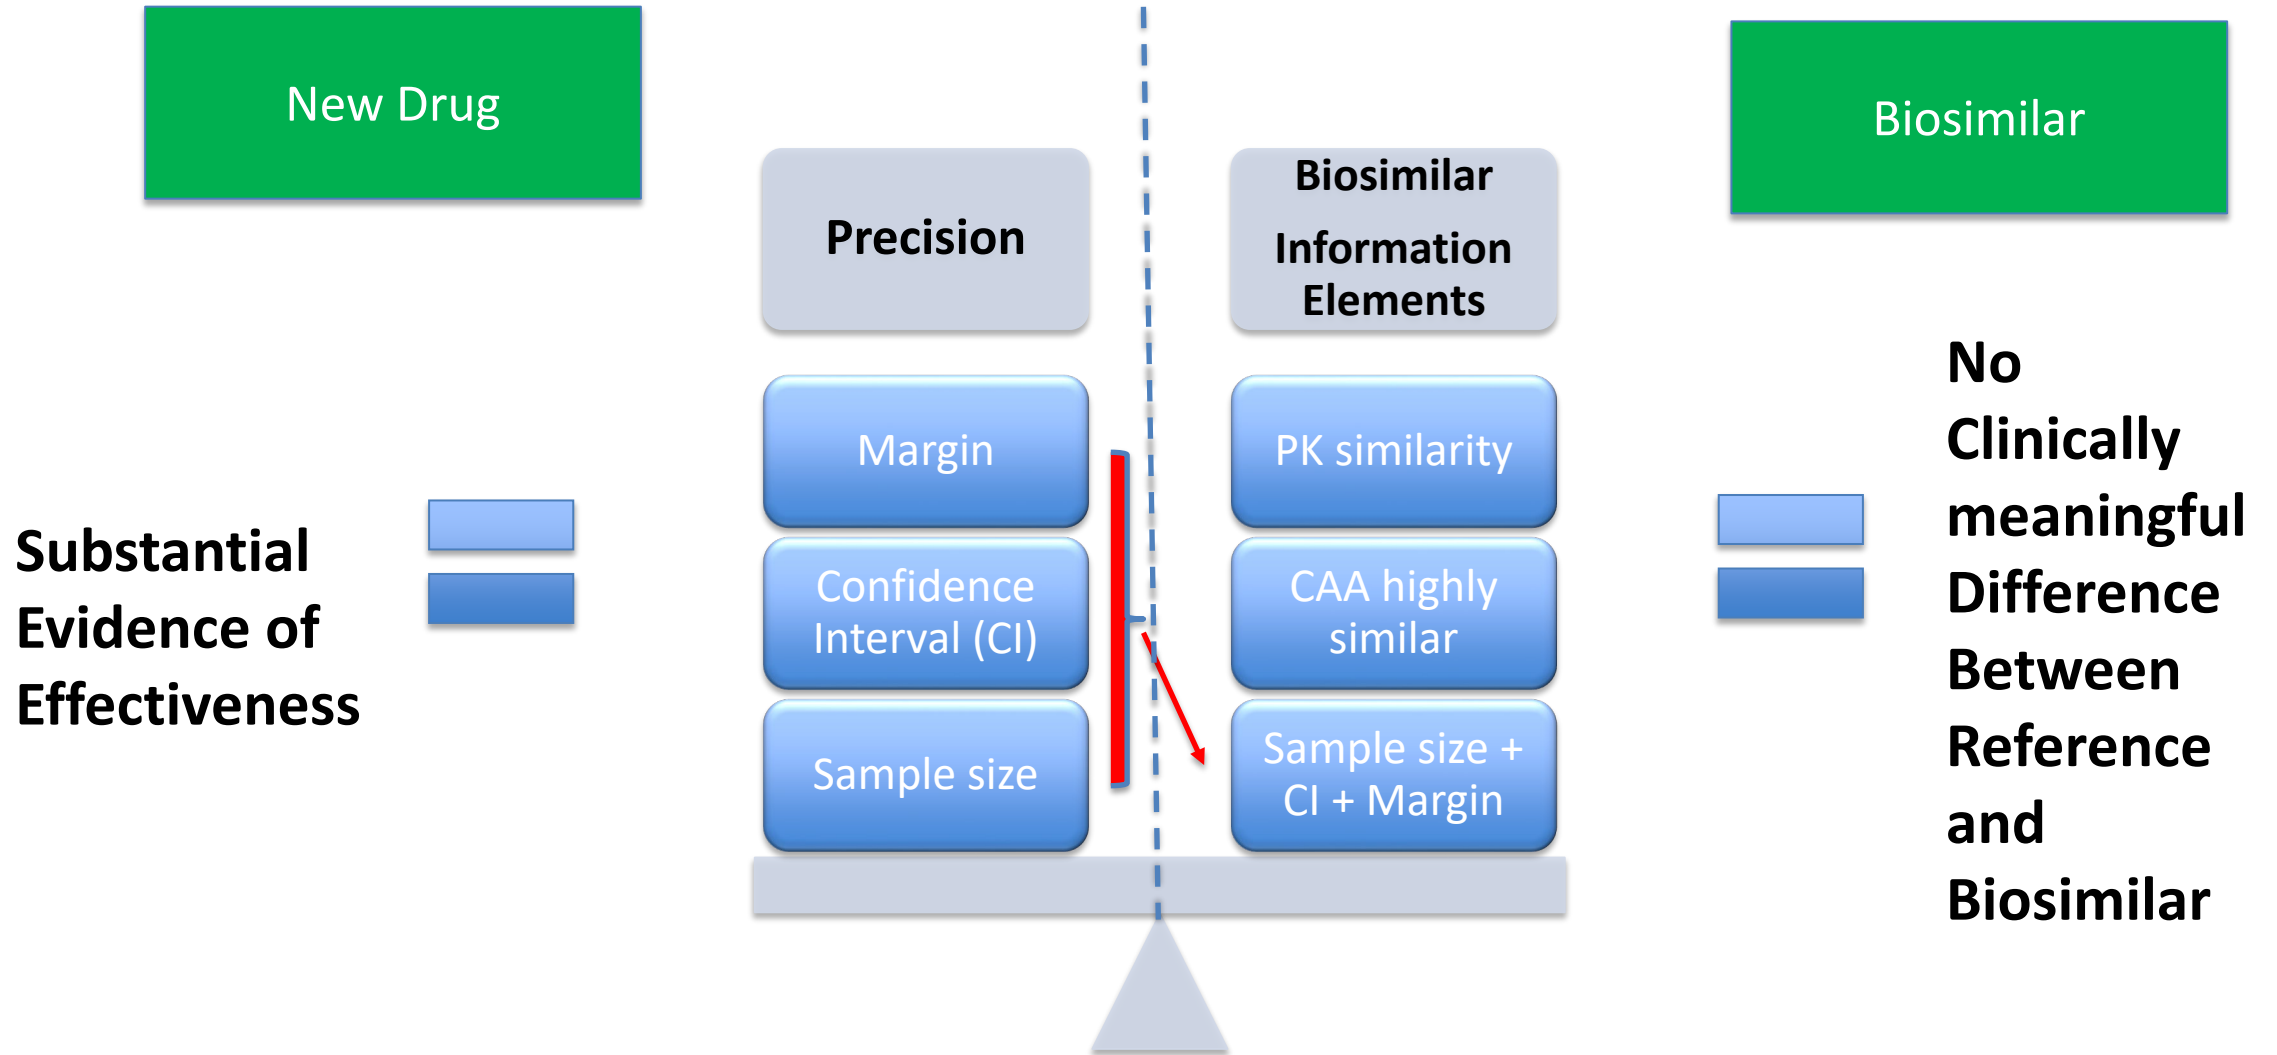 New Drug
Biosimilar
Precision
Biosimilar
Information
Elements
Margin
Confidence
Interval (CI)
Sample size
PK similarity
CAA highly
similar
Sample size +
CI + Margin
Substantial
Evidence of
Effectiveness
No
Clinically
meaningful
Difference
Between
Reference
and
Biosimilar